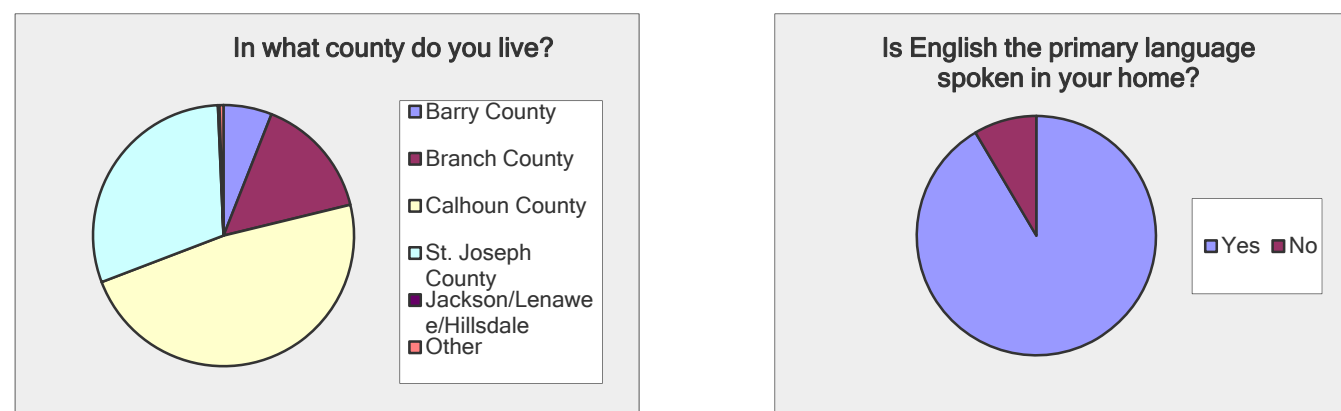 In what county do you live?
Barry County
Branch County
Calhoun County
St. Joseph
County
Jackson/Lenawe
e/Hillsdale
Other
Is English the primary language
spoken in your home?
Yes No